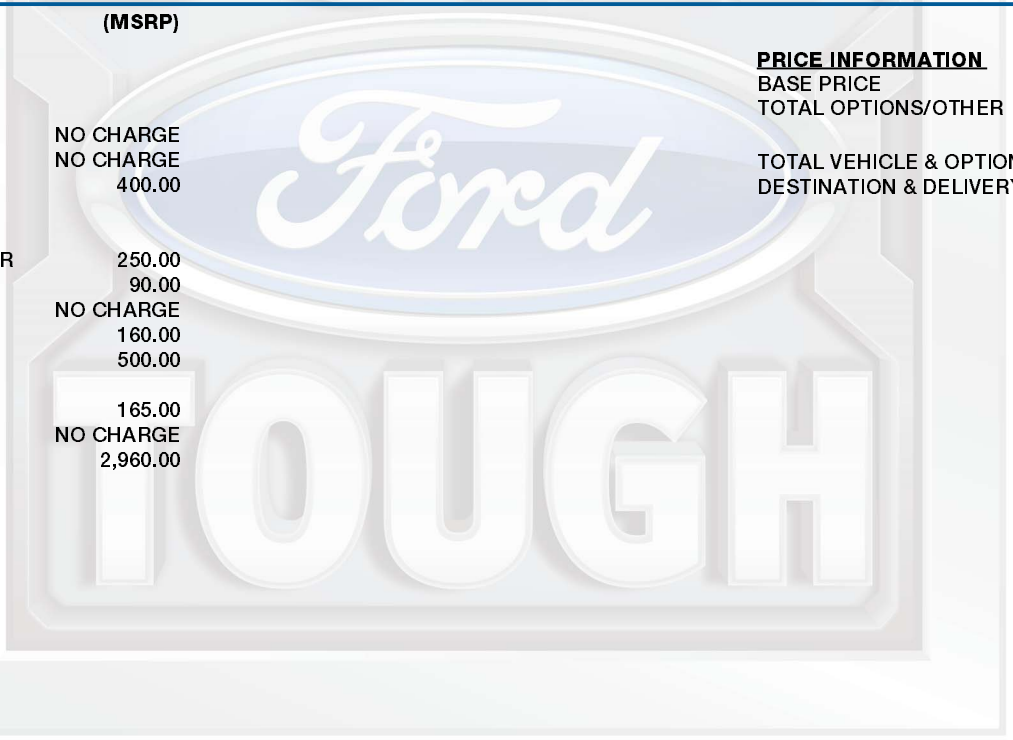 (MSRP)
PRICE INFORMATION
BASE PRICE
TOTAL OPTIONS/OTHER
NO CHARGE
NO CHARGE
400.00
TOTAL VEHICLE & OPTION
DESTINATION & DELIVERY
R 250.00
90.00
NO CHARGE
160.00
500.00
165.00
NO CHARGE
2,960.00
Ford
TOUGH